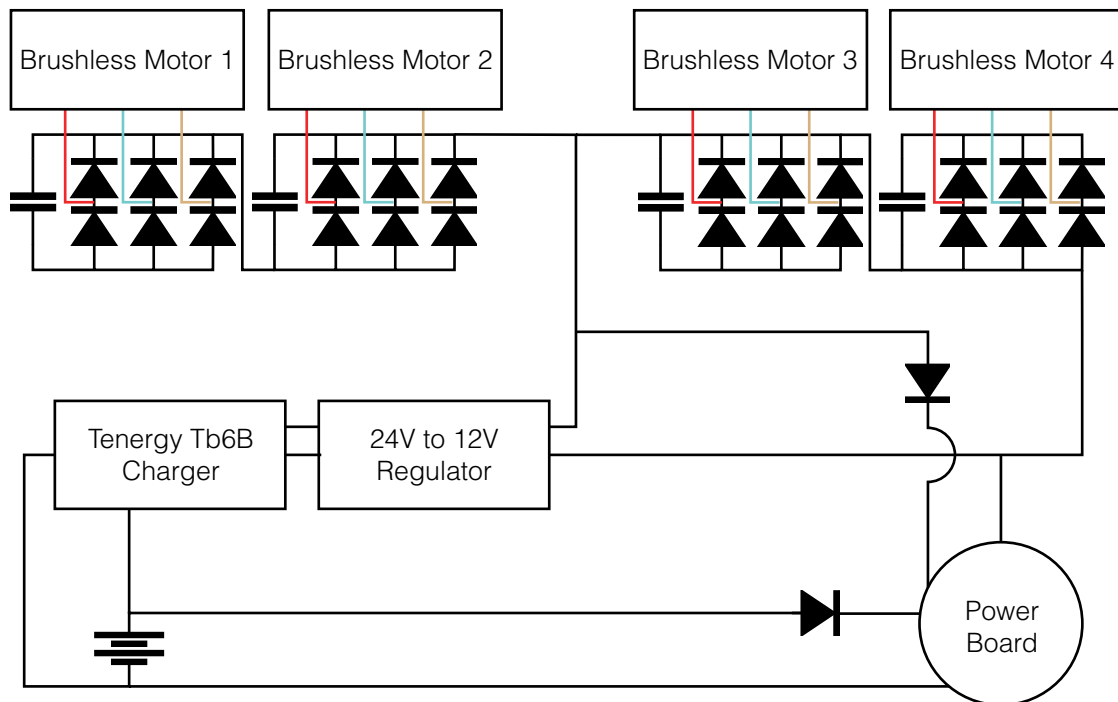 Brushless Motor 1
Brushless Motor 2
Brushless Motor 3
Brushless Motor 4
Tenergy Tb6B
Charger
24V to 12V
Regulator
Power
Board